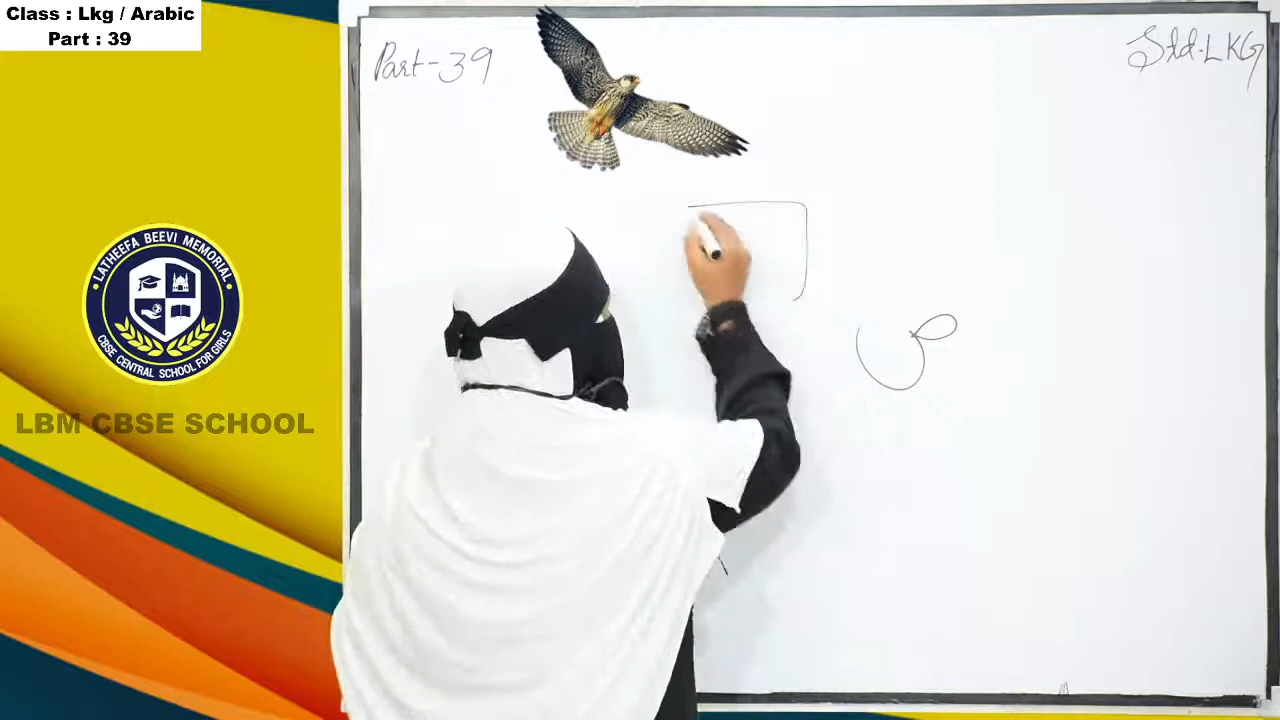 Class : Lkg / Arabic
Part : 39
Part-39
Std-LKG
ص
LATHEEFA BEEVI MEMORIAL
CBSE CENTRAL SCHOOL FOR GIRLS
LBM CBSE SCHOOL